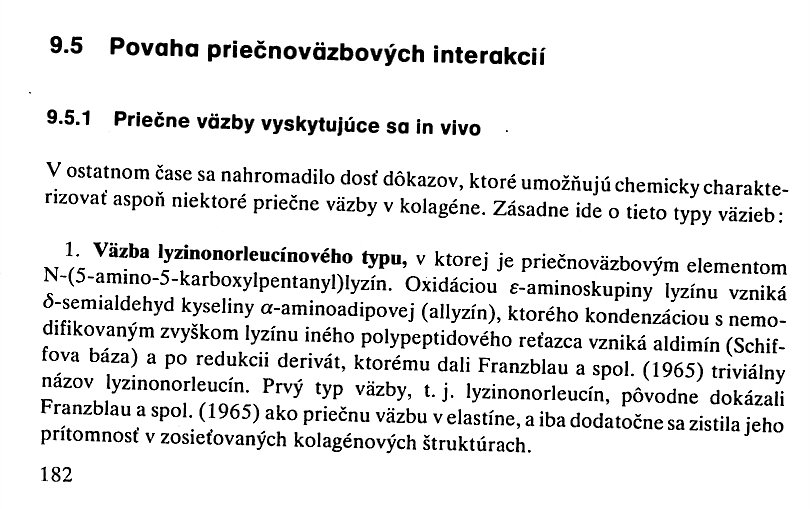 9.5 Povaha priečnoväzbových interakcií
9.5.1 Priečne väzby vyskytujúce sa in vivo
V ostatnom čase sa nahromadilo dosť dôkazov, ktoré umožňujú chemicky charakte-
rizovať aspoň niektoré priečne väzby v kolagéne. Zásadne ide o tieto typy väzieb:
1. Väzba lyzinonorleucínového typu, v ktorej je priečnoväzbovým elementom
N-(5-amino-5-karboxylpentanyl)lyzín. Oxidáciou ε-aminoskupiny lyzínu vzniká
δ-semialdehyd kyseliny α-aminoadipovej (allyzín), ktorého kondenzáciou s nemo-
difikovaným zvyškom lyzínu iného polypeptidového reťazca vzniká aldimín (Schif-
fova báza) a po redukcii derivát, ktorému dali Franzblau a spol. (1965) triviálny
názov lyzinonorleucín. Prvý typ väzby, t. j. lyzinonorleucín, pôvodne dokázali
Franzblau a spol. (1965) ako priečnu väzbu v elastíne, a iba dodatočne sa zistila jeho
prítomnosť v zosieťovaných kolagénových štruktúrach.
182